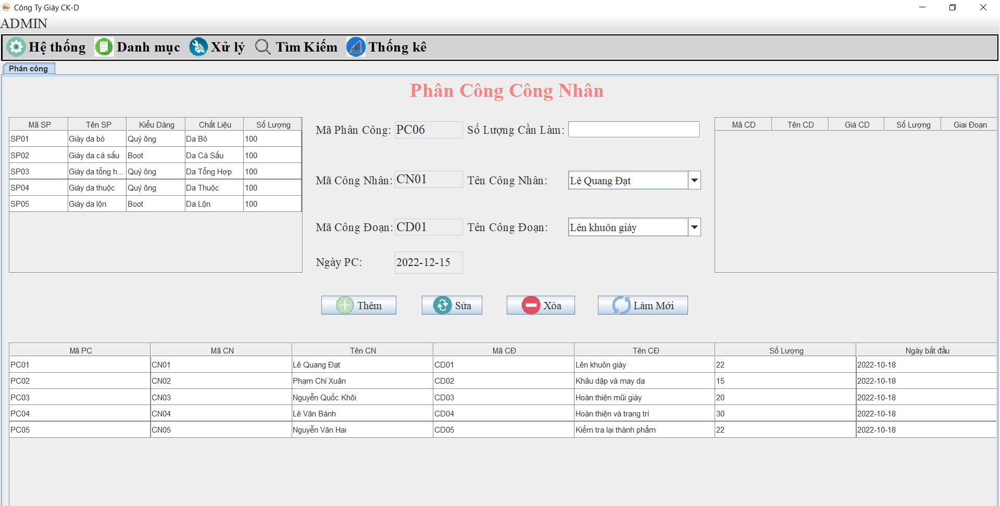 Công Ty Giày CK-D
ADMIN
Hệ thống Danh mục Xử lý Tìm Kiếm Thống kê
Phân công
Phân Công Công Nhân
Mã SP Tên SP Kiểu Dáng Chất Liệu Số Lượng
SP01 Giày da bò Quý ông Da Bò 100
SP02 Giày da cá sấu Boot Da Cá Sấu 100
SP03 Giày da tổng h... Quý ông Da Tổng Hợp 100
SP04 Giày da thuộc Quý ông Da Thuộc 100
SP05 Giày da lộn Boot Da Lộn 100
Mã Phân Công: PC06 Số Lượng Cần Làm:
Mã Công Nhân: CN01 Tên Công Nhân: Lê Quang Đạt
Mã Công Đoạn: CD01 Tên Công Đoạn: Lên khuôn giày
Ngày PC: 2022-12-15
Mã CD Tên CD Giá CD Số Lượng Giai Đoạn
Thêm Sửa Xóa Làm Mới
Mã PC Mã CN Tên CN Mã CĐ Tên CĐ Số Lượng Ngày bắt đầu
PC01 CN01 Lê Quang Đạt CD01 Lên khuôn giày 22 2022-10-18
PC02 CN02 Phạm Chí Xuân CD02 Khâu dập và may da 15 2022-10-18
PC03 CN03 Nguyễn Quốc Khôi CD03 Hoàn thiện mũi giày 20 2022-10-18
PC04 CN04 Lê Văn Bánh CD04 Hoàn thiện và trang trí 30 2022-10-18
PC05 CN05 Nguyễn Văn Hai CD05 Kiểm tra lại thành phẩm 22 2022-10-18